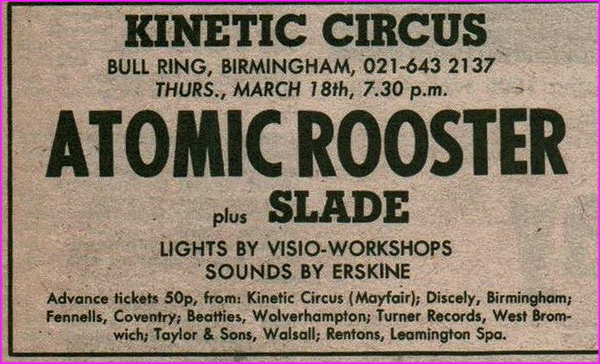 KINETIC CIRCUS
BULL RING, BIRMINGHAM, 021-643 2137
THURS., MARCH 18th, 7.30 p.m.
ATOMIC ROOSTER
plus SLADE
LIGHTS BY VISIO-WORKSHOPS
SOUNDS BY ERSKINE
Advance tickets 50p, from: Kinetic Circus (Mayfair); Discely, Birmingham;
Fennells, Coventry; Beatties, Wolverhampton; Turner Records, West Brom-
wich; Taylor & Sons, Walsall; Rentons, Leamington Spa.